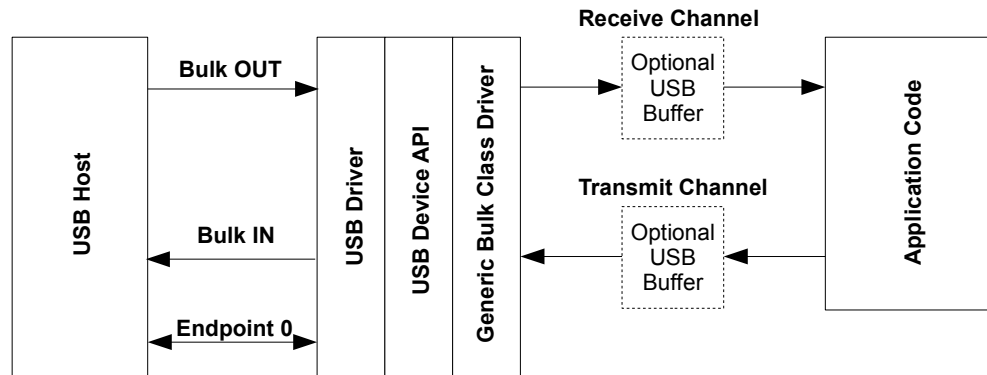 Receive Channel
Bulk OUT
Optional
USB
Buffer
USB Host
USB Driver
USB Device API
Generic Bulk Class Driver
Application Code
Transmit Channel
Bulk IN
Optional
USB
Buffer
Endpoint 0